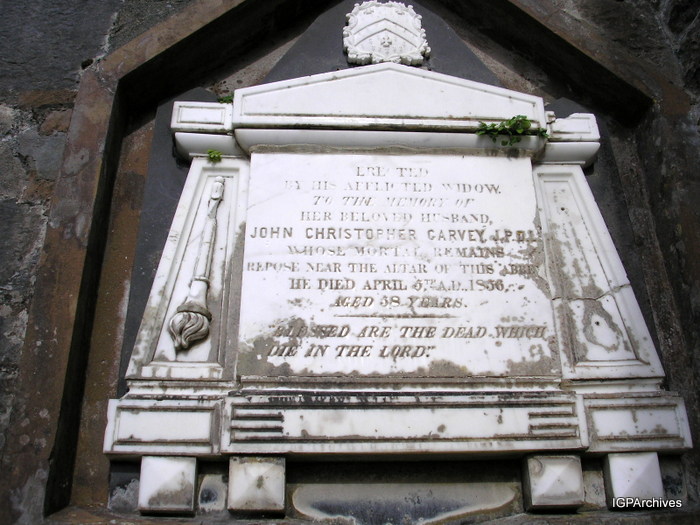 ERECTED
BY HIS AFFLICTED WIDOW.
TO THE MEMORY OF
HER BELOVED HUSBAND,
JOHN CHRISTOPHER GARVEY, J.P.D.L.
WHOSE MORTAL REMAINS
REPOSE NEAR THE ALTAR OF THIS ABBEY
HE DIED APRIL 5TH A.D. 1856,
AGED 58 YEARS.
"BLESSED ARE THE DEAD WHICH
DIE IN THE LORD."
IGPArchives